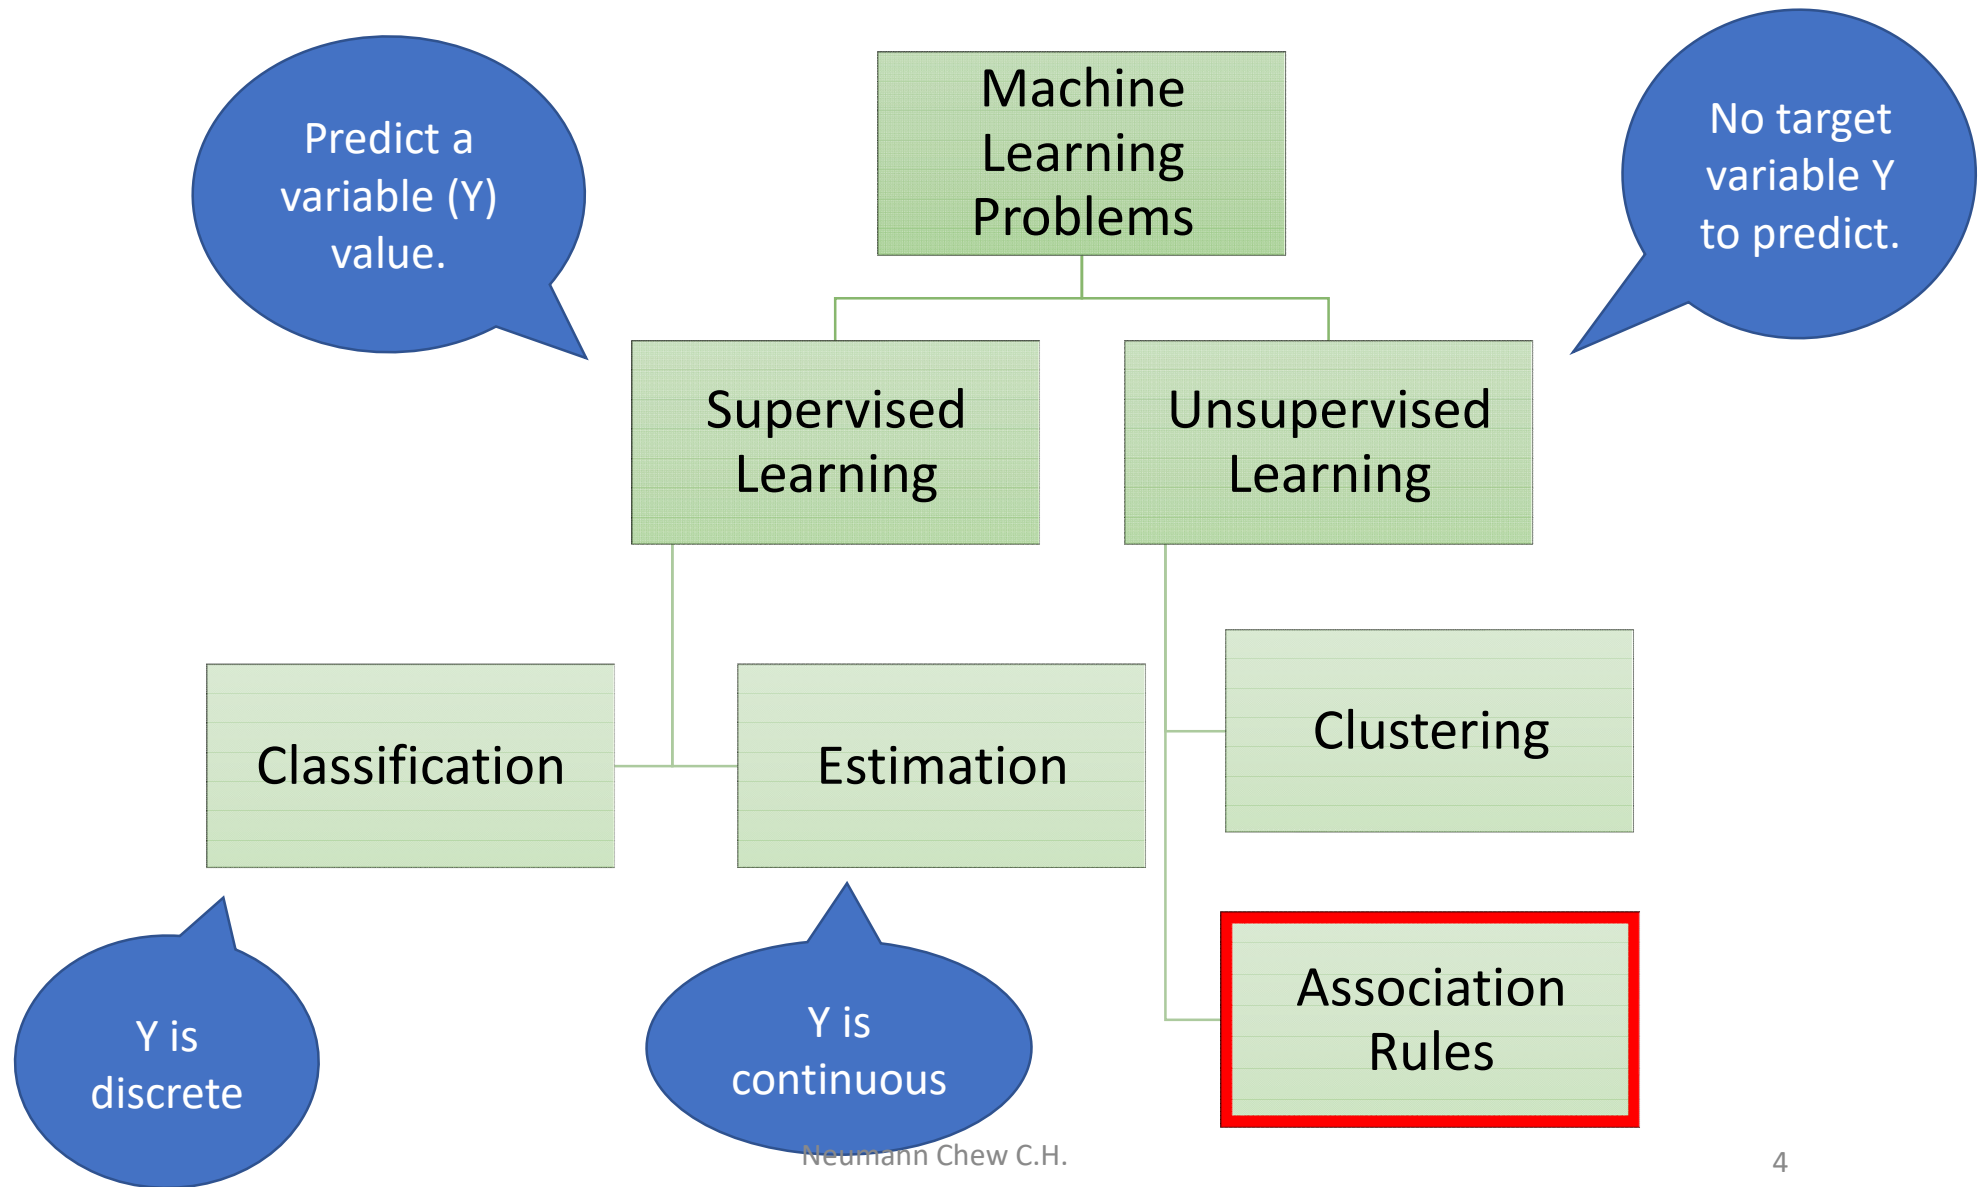 Machine
Learning
Problems
Predict a
variable (Y)
value.
No target
variable Y
to predict.
Supervised
Learning
Unsupervised
Learning
Classification
Estimation
Clustering
Association
Rules
Y is
discrete
Y is
continuous
Neumann Chew C.H.
4